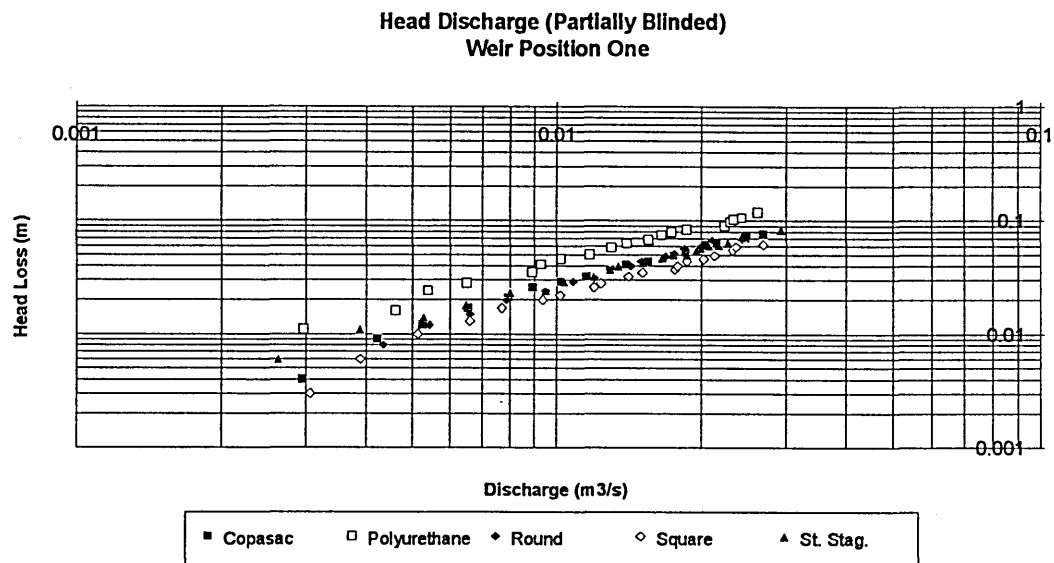 Head Discharge (Partially Blinded)
Weir Position One
1
0.001
0.01
0.1
0.1
0.01
0.001
Head Loss (m)
Discharge (m3/s)
Copasac
Polyurethane
Round
Square
St. Stag.